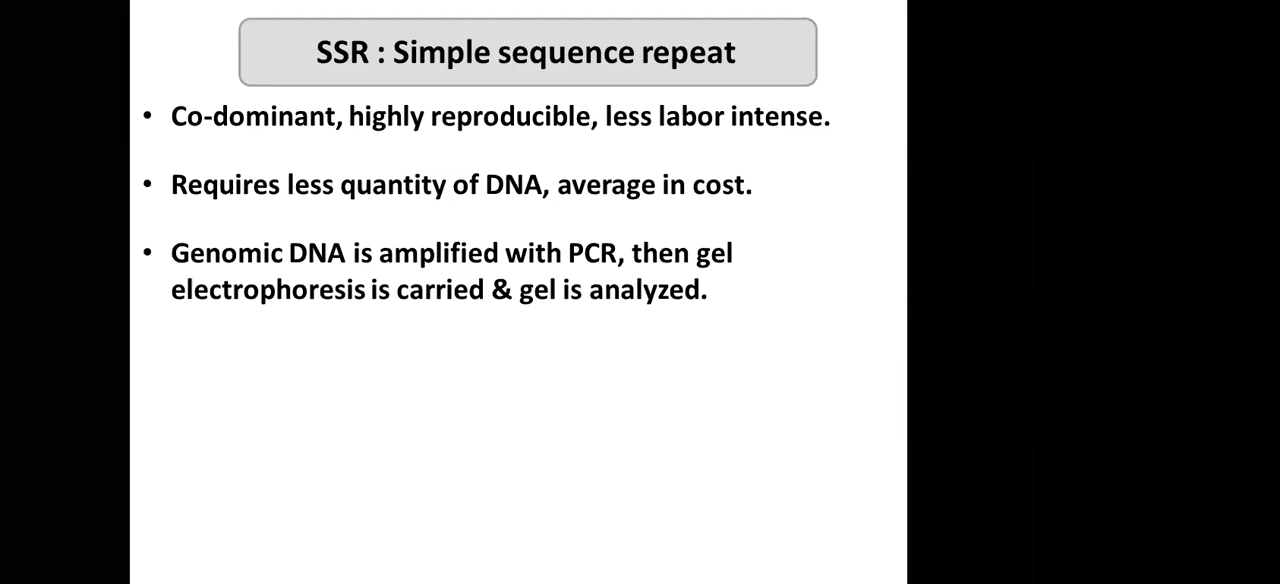 SSR : Simple sequence repeat
• Co-dominant, highly reproducible, less labor intense.
• Requires less quantity of DNA, average in cost.
• Genomic DNA is amplified with PCR, then gel
electrophoresis is carried & gel is analyzed.